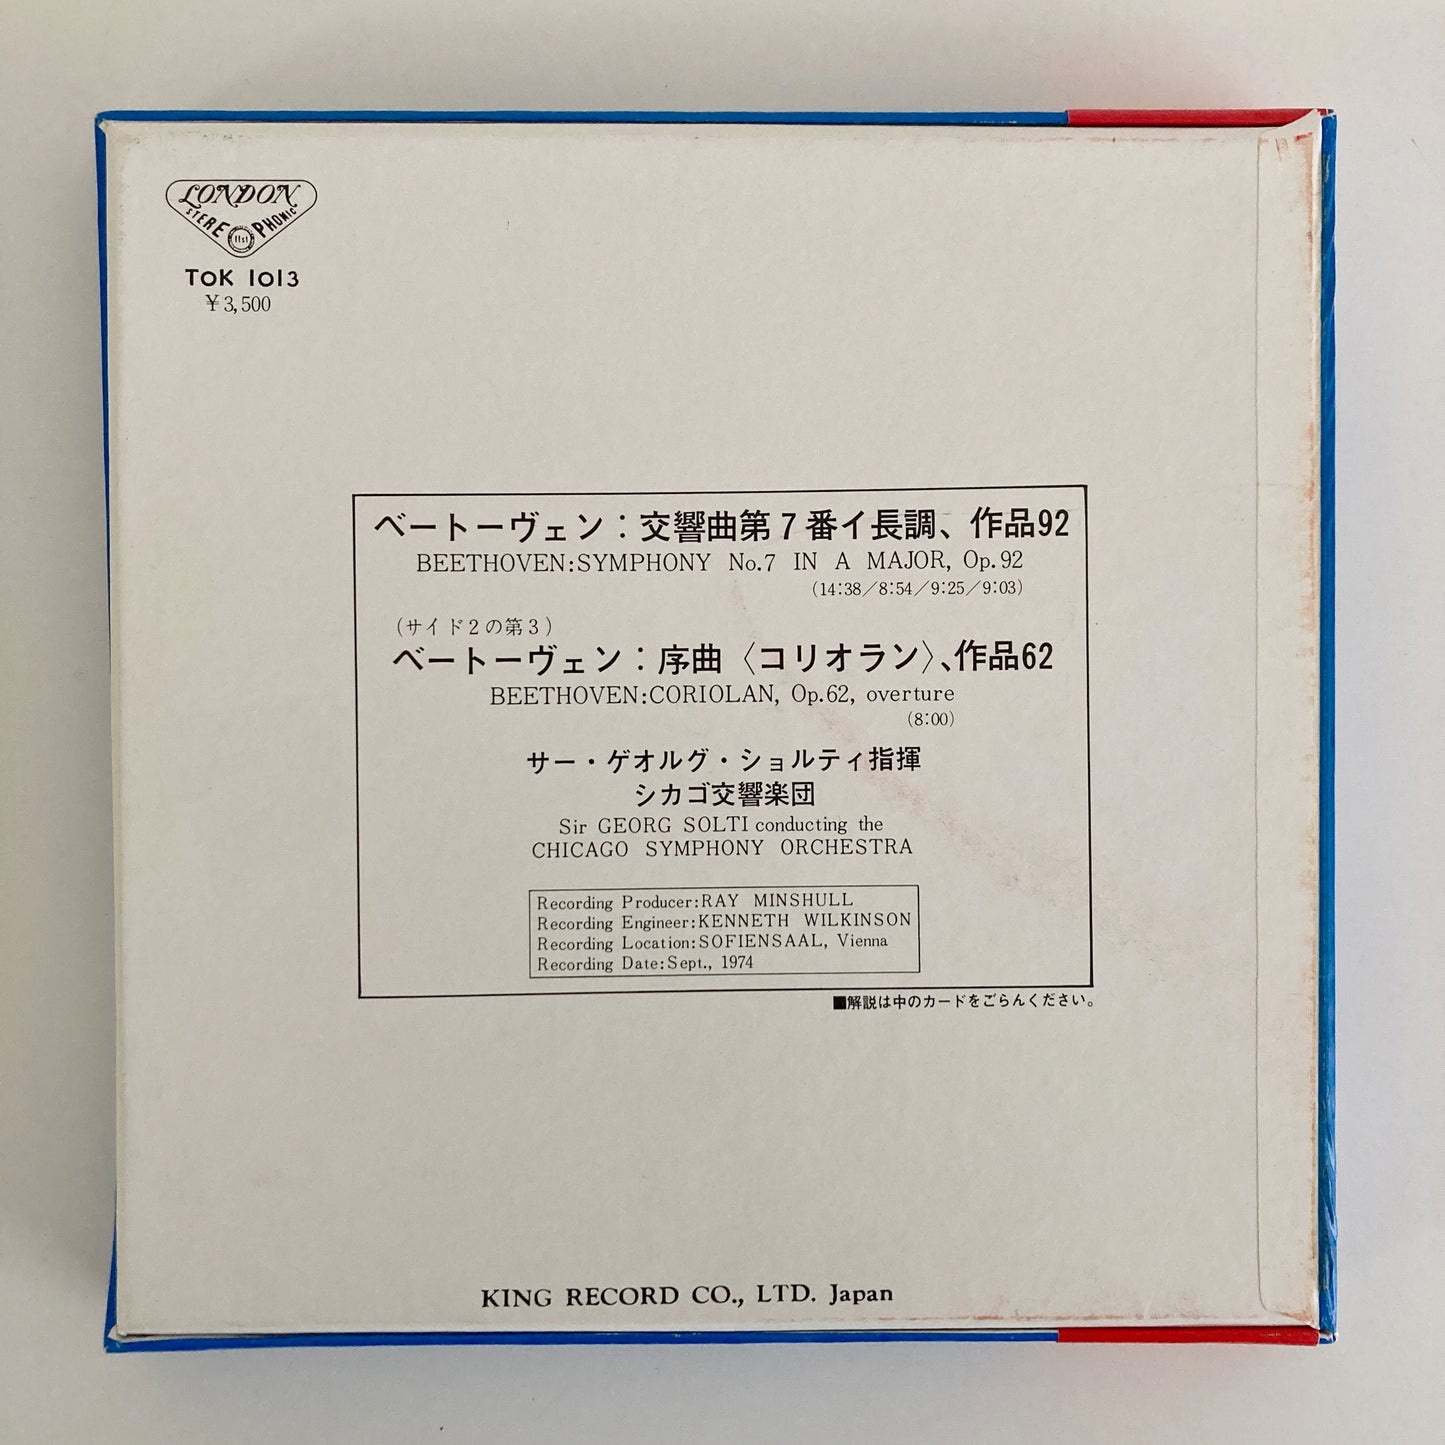 LONDON
STEREO PHONIC
TOK 1013
¥3,500
ベートーヴェン：交響曲第7番イ長調、作品92
BEETHOVEN:SYMPHONY No.7 IN A MAJOR, Op.92
(14:38／8:54／9:25／9:03)
(サイド2の第3)
ベートーヴェン：序曲〈コリオラン〉、作品62
BEETHOVEN:CORIOLAN, Op.62, overture
(8:00)
サー・ゲオルグ・ショルティ指揮
シカゴ交響楽団
Sir GEORG SOLTI conducting the
CHICAGO SYMPHONY ORCHESTRA
Recording Producer:RAY MINSHULL
Recording Engineer:KENNETH WILKINSON
Recording Location:SOFIENSAAL, Vienna
Recording Date:Sept., 1974
■解説は中のカードをごらんください。
KING RECORD CO., LTD. Japan